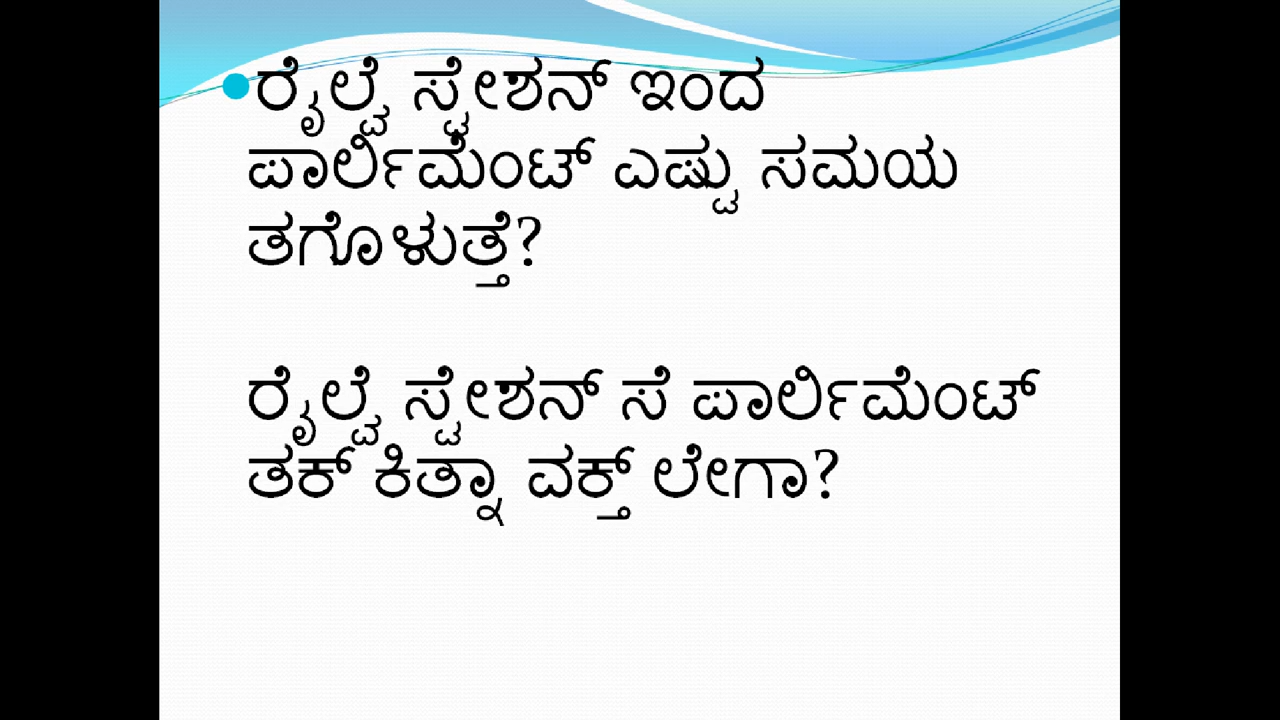 ರೈಲ್ವೆ ಸ್ಟೇಶನ್ ಇಂದ
ಪಾರ್ಲಿಮೆಂಟ್ ಎಷ್ಟು ಸಮಯ
ತಗೊಳುತ್ತೆ?
ರೈಲ್ವೆ ಸ್ಟೇಶನ್ ಸೆ ಪಾರ್ಲಿಮೆಂಟ್
ತಕ್ ಕಿತ್ನಾ ವಕ್ತ್ ಲೇಗಾ?